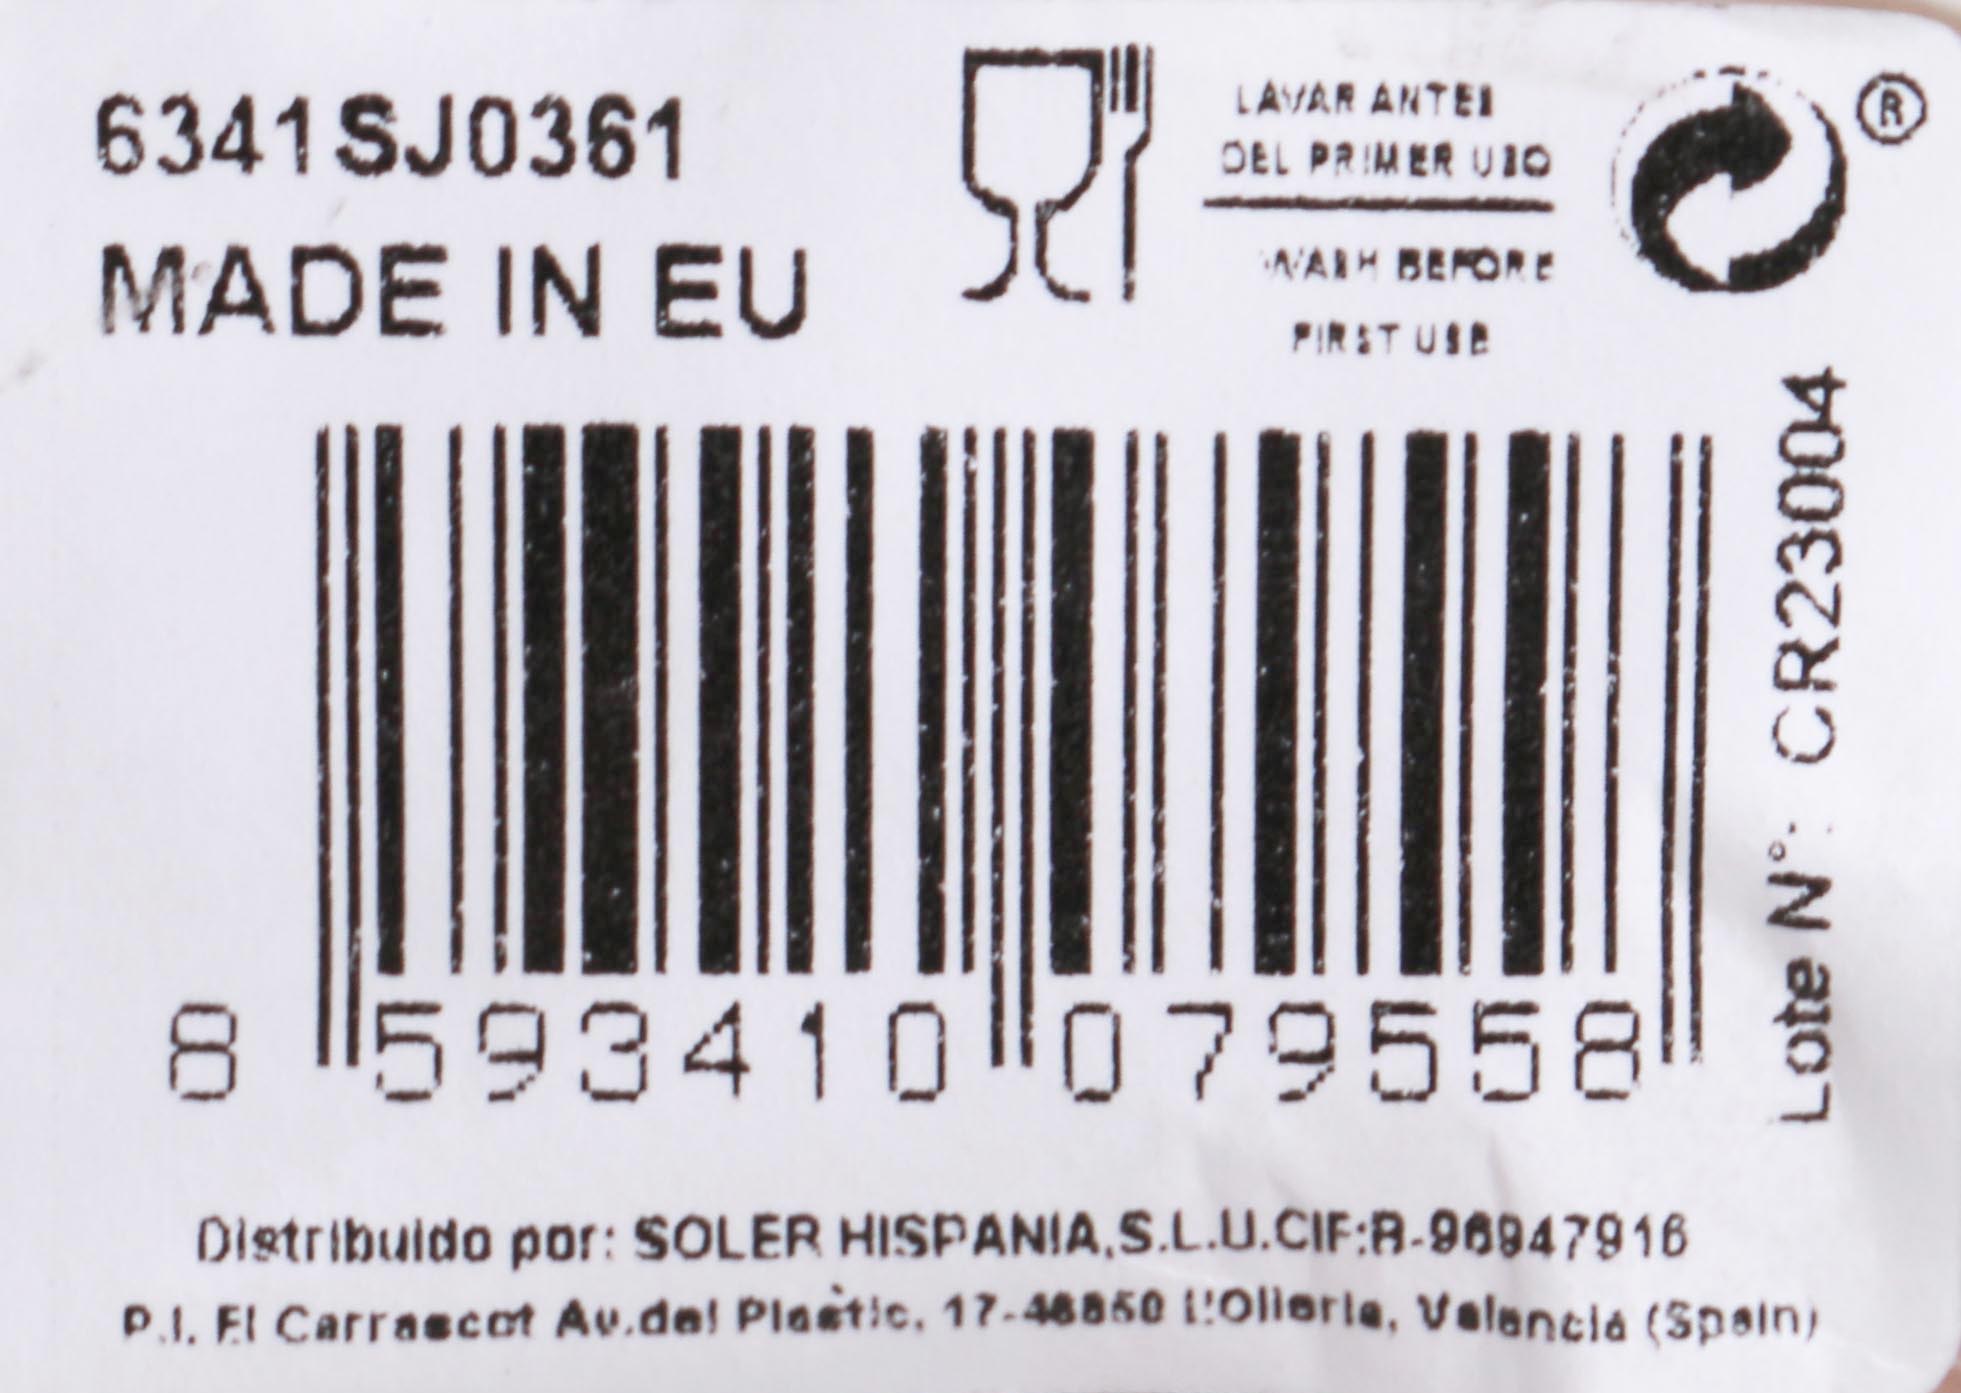 6341SJ0361
MADE IN EU
LAVAR ANTES
DEL PRIMER USO
WASH BEFORE
FIRST USE
®
Lote N°: CR23004
8 593410 079558
Distribuido por: SOLER HISPANIA,S.L.U.CIF:B-96947916
P.I. El Carrascot Av.del Plàstic, 17-46850 L'Olleria, Valencia (Spain)